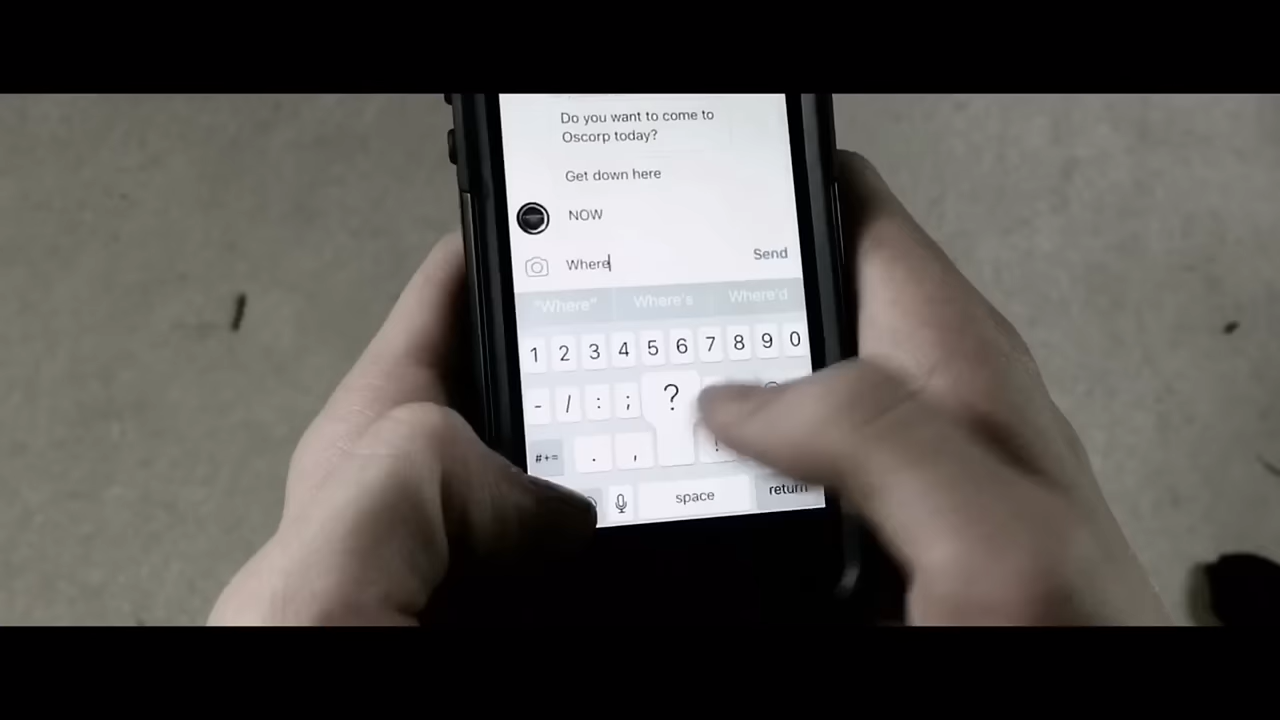 Do you want to come to
Oscorp today?
Get down here
NOW
Where
Send
"Where" Where's Where'd
1 2 3 4 5 6 7 8 9 0
- / : ; ?
#+= . , !
space return